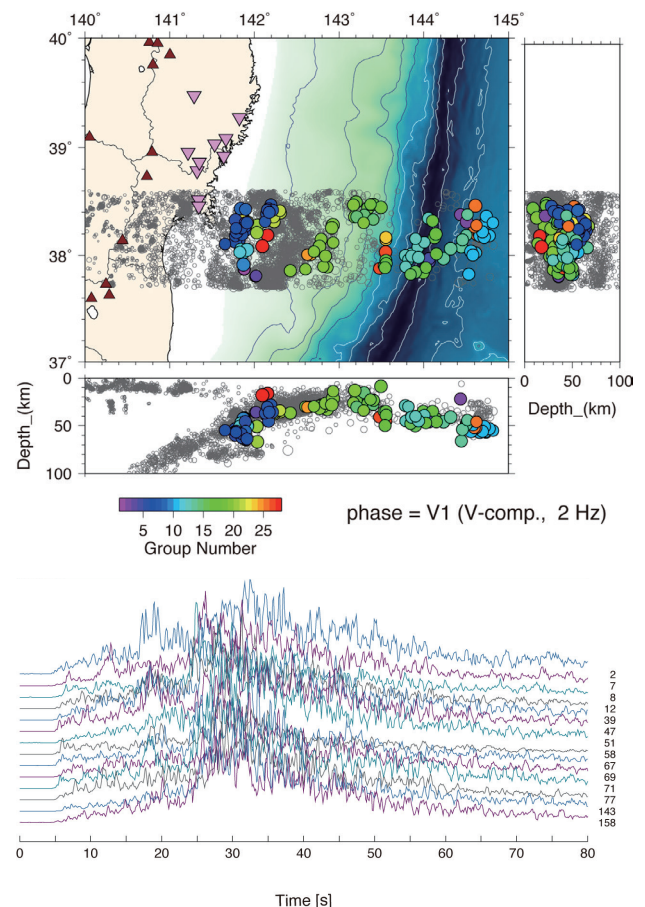 140° 141° 142° 143° 144° 145°
40°
39°
38°
37°
0 50 100
Depth_(km)
0
50
100
Depth_(km)
5 10 15 20 25
Group Number
phase = V1 (V-comp., 2 Hz)
2
7
8
12
39
47
51
58
67
69
71
77
143
158
0 10 20 30 40 50 60 70 80
Time [s]